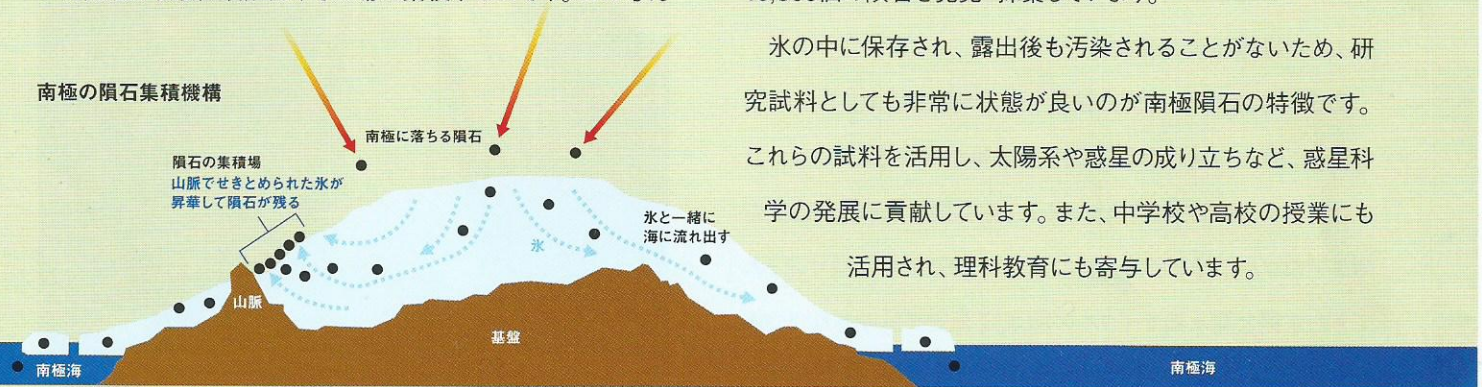 南極の隕石集積機構
南極に落ちる隕石
隕石の集積場
山脈でせきとめられた氷が
昇華して隕石が残る
氷
氷と一緒に
海に流れ出す
山脈
基盤
南極海
南極海
氷の中に保存され、露出後も汚染されることがないため、研
究試料としても非常に状態が良いのが南極隕石の特徴です。
これらの試料を活用し、太陽系や惑星の成り立ちなど、惑星科
学の発展に貢献しています。また、中学校や高校の授業にも
活用され、理科教育にも寄与しています。